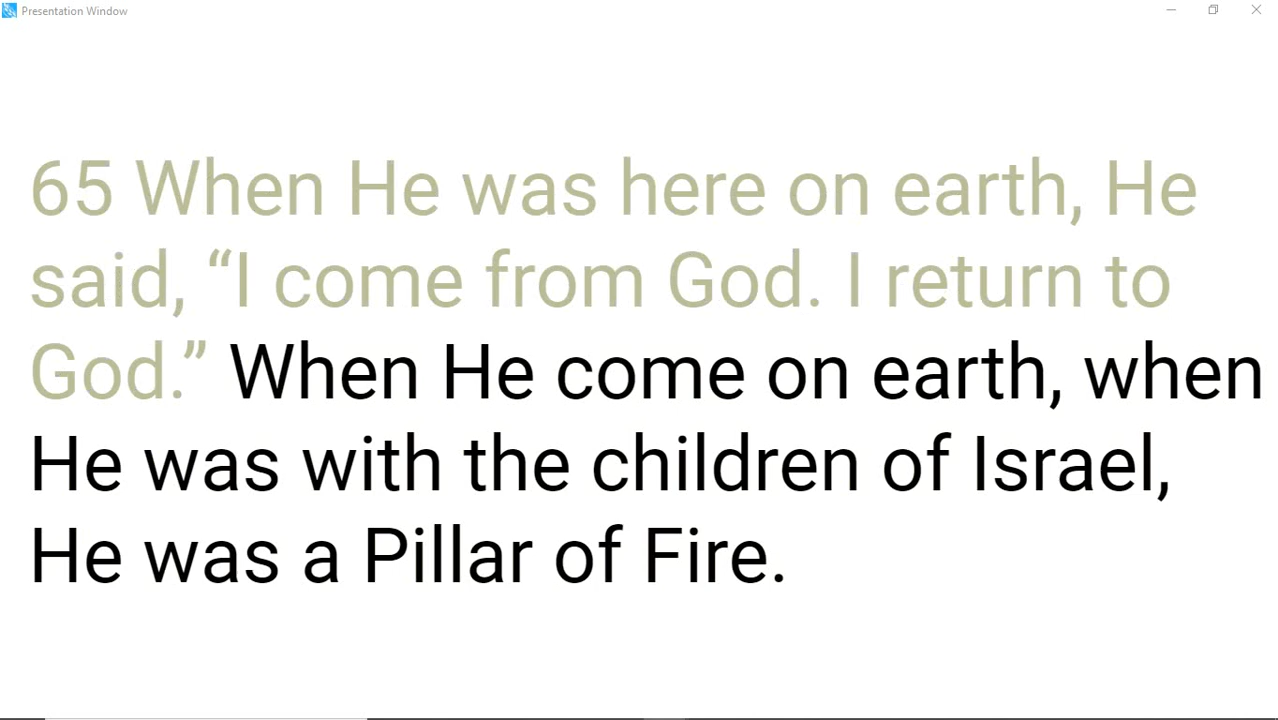 Presentation Window
65 When He was here on earth, He
said, “I come from God. I return to
God.” When He come on earth, when
He was with the children of Israel,
He was a Pillar of Fire.